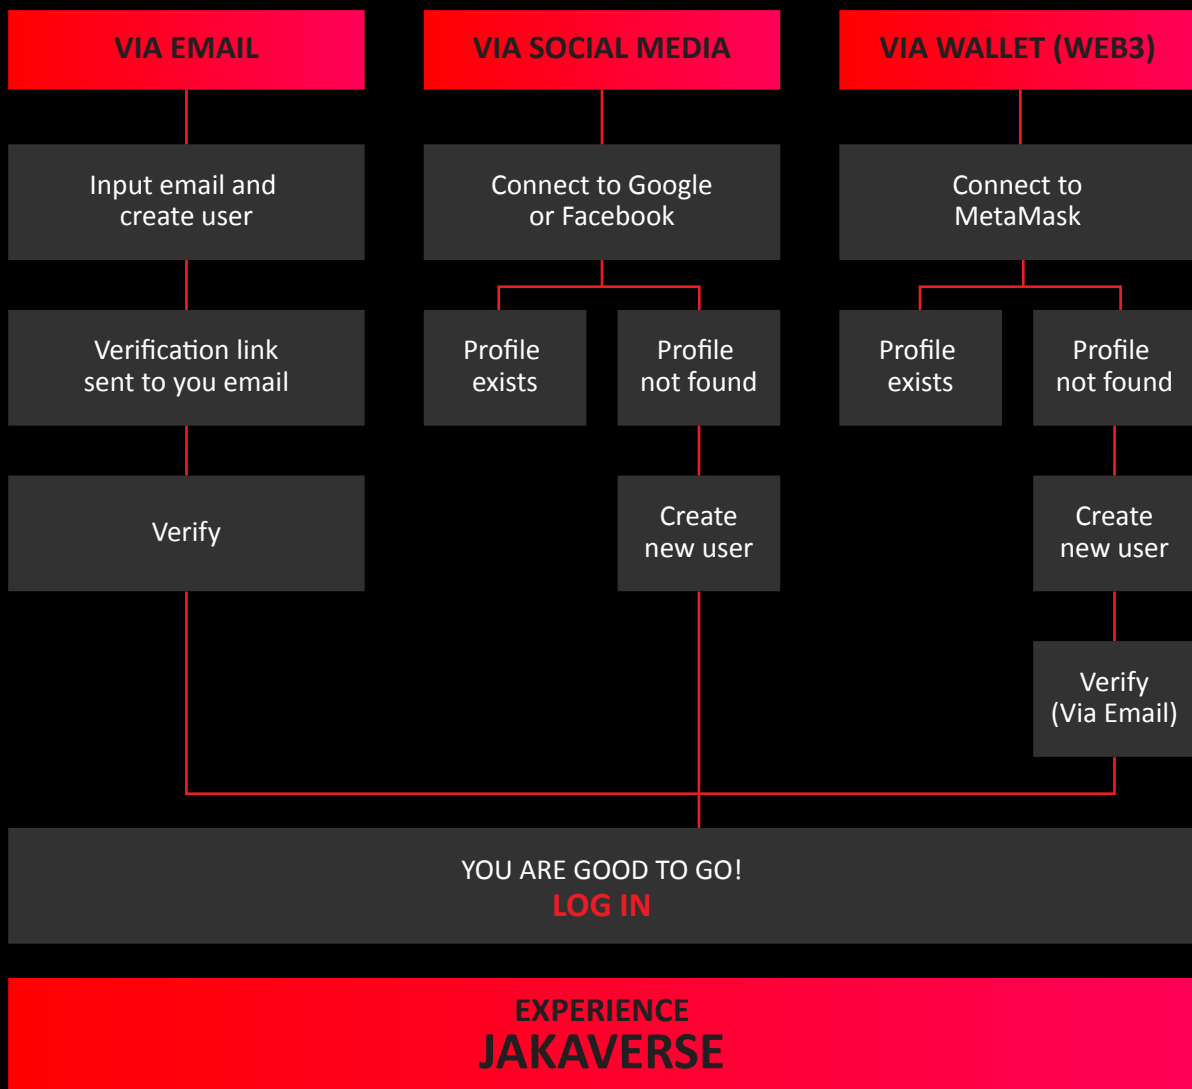 VIA EMAIL
Input email and
create user
Verification link
sent to you email
Verify
VIA SOCIAL MEDIA
Connect to Google
or Facebook
Profile
exists
Profile
not found
Create
new user
VIA WALLET (WEB3)
Connect to
MetaMask
Profile
exists
Profile
not found
Create
new user
Verify
(Via Email)
YOU ARE GOOD TO GO!
LOG IN
EXPERIENCE
JAKAVERSE